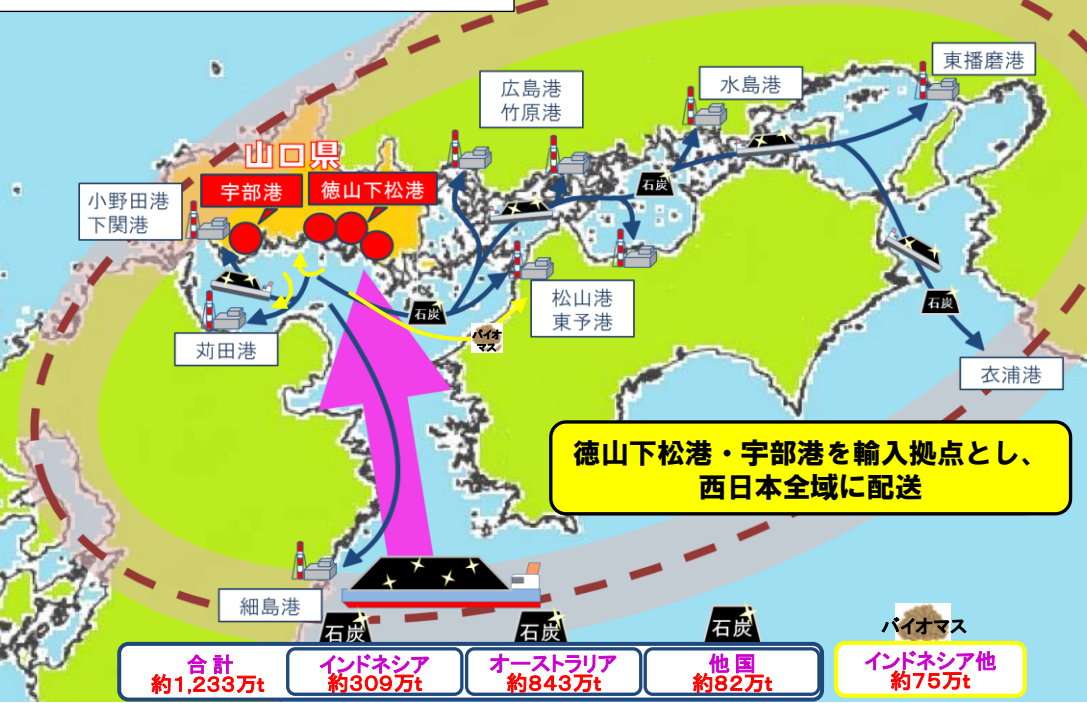 東播磨港
広島港
竹原港
水島港
山口県
石炭
小野田港
下関港
宇部港
徳山下松港
松山港
東予港
石炭
石炭
バイオ
マス
苅田港
衣浦港
徳山下松港・宇部港を輸入拠点とし、
西日本全域に配送
細島港
石炭
石炭
石炭
バイオマス
合計
約1,233万t
インドネシア
約309万t
オーストラリア
約843万t
他国
約82万t
インドネシア他
約75万t